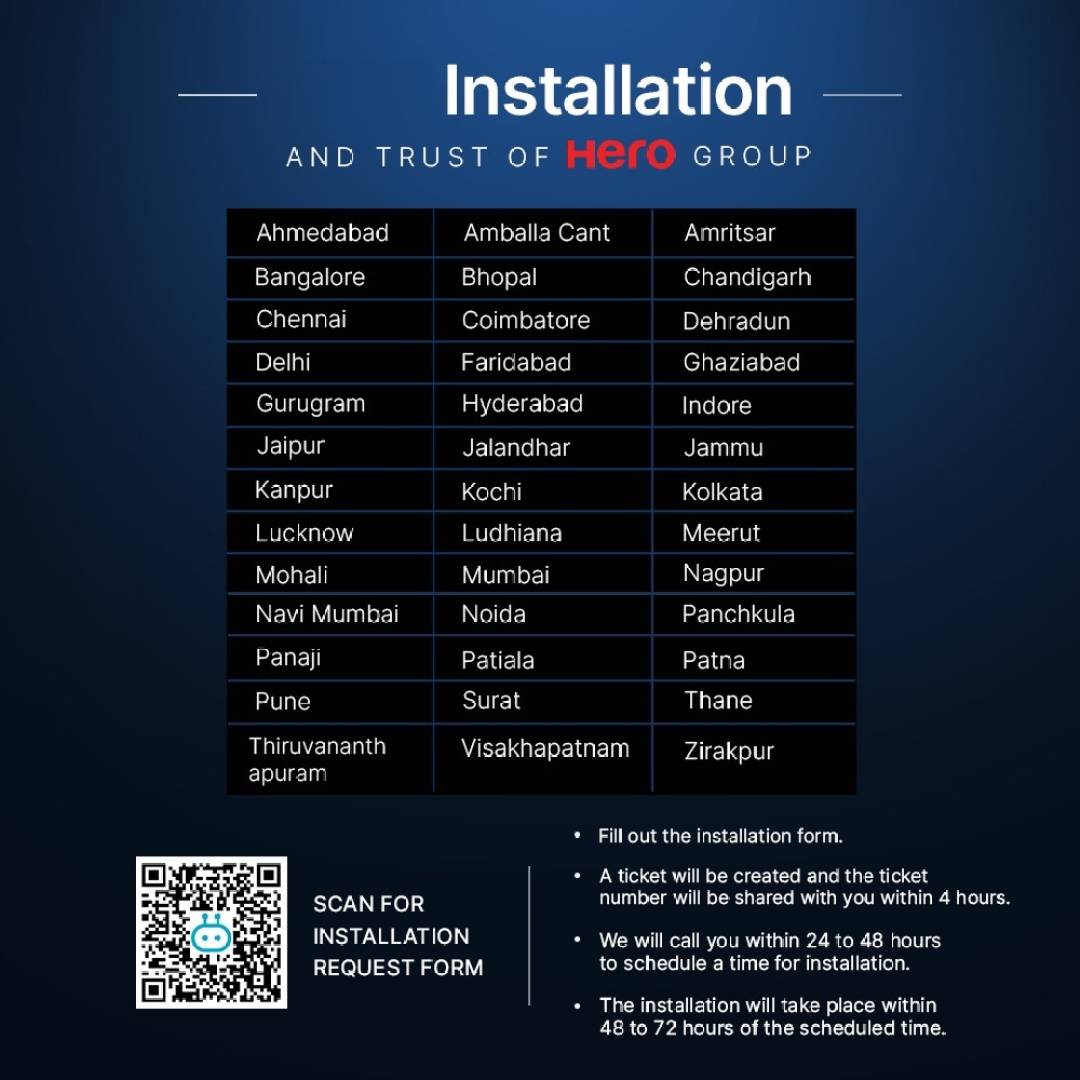 Installation
AND TRUST OF Hero GROUP
Ahmedabad Amballa Cant Amritsar
Bangalore Bhopal Chandigarh
Chennai Coimbatore Dehradun
Delhi Faridabad Ghaziabad
Gurugram Hyderabad Indore
Jaipur Jalandhar Jammu
Kanpur Kochi Kolkata
Lucknow Ludhiana Meerut
Mohali Mumbai Nagpur
Navi Mumbai Noida Panchkula
Panaji Patiala Patna
Pune Surat Thane
Thiruvananth Visakhapatnam Zirakpur
apuram
SCAN FOR
INSTALLATION
REQUEST FORM
• Fill out the installation form.
• A ticket will be created and the ticket
number will be shared with you within 4 hours.
• We will call you within 24 to 48 hours
to schedule a time for installation.
• The installation will take place within
48 to 72 hours of the scheduled time.